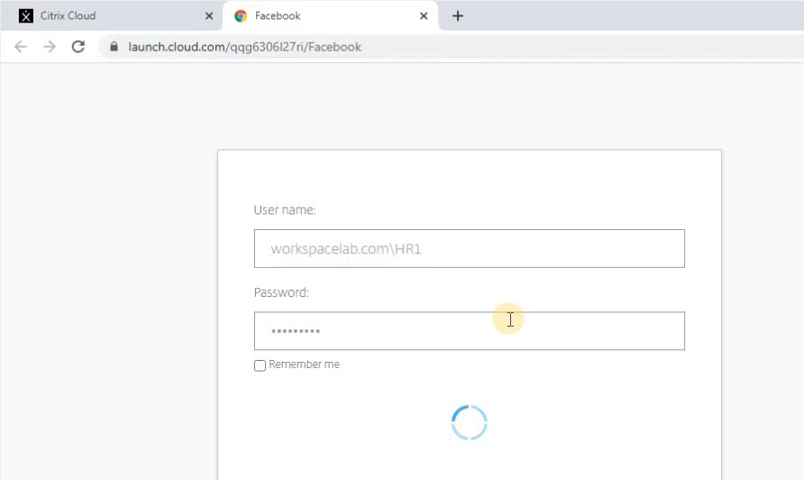 Citrix Cloud
Facebook
launch.cloud.com/qqg6306l27ri/Facebook
User name:
workspacelab.com\HR1
Password:
•••••••••
Remember me